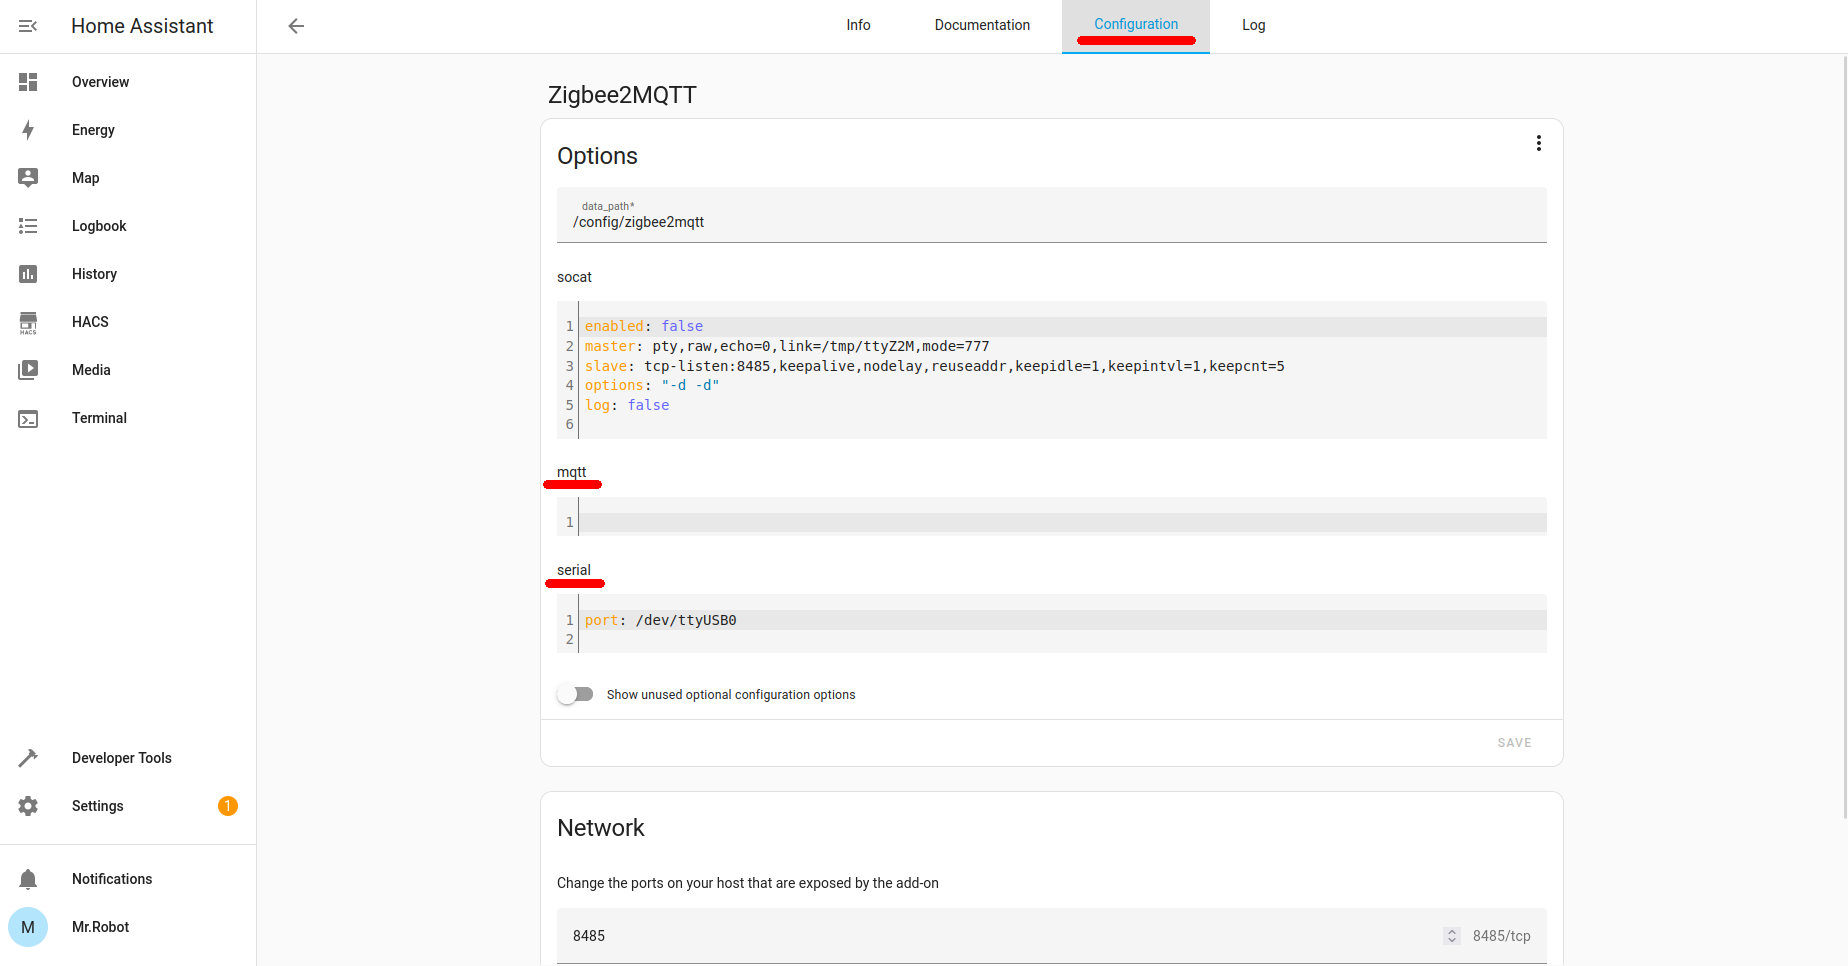 Home Assistant
Info
Documentation
Configuration
Log
Overview
Energy
Map
Logbook
History
HACS
HACS
Media
Terminal
Developer Tools
Settings
1
Notifications
M
Mr.Robot
Zigbee2MQTT
Options
data_path*
/config/zigbee2mqtt
socat
1 enabled: false
2 master: pty,raw,echo=0,link=/tmp/ttyZ2M,mode=777
3 slave: tcp-listen:8485,keepalive,nodelay,reuseaddr,keepidle=1,keepintvl=1,keepcnt=5
4 options: "-d -d"
5 log: false
6
mqtt
1
serial
1 port: /dev/ttyUSB0
2
Show unused optional configuration options
SAVE
Network
Change the ports on your host that are exposed by the add-on
8485
8485/tcp